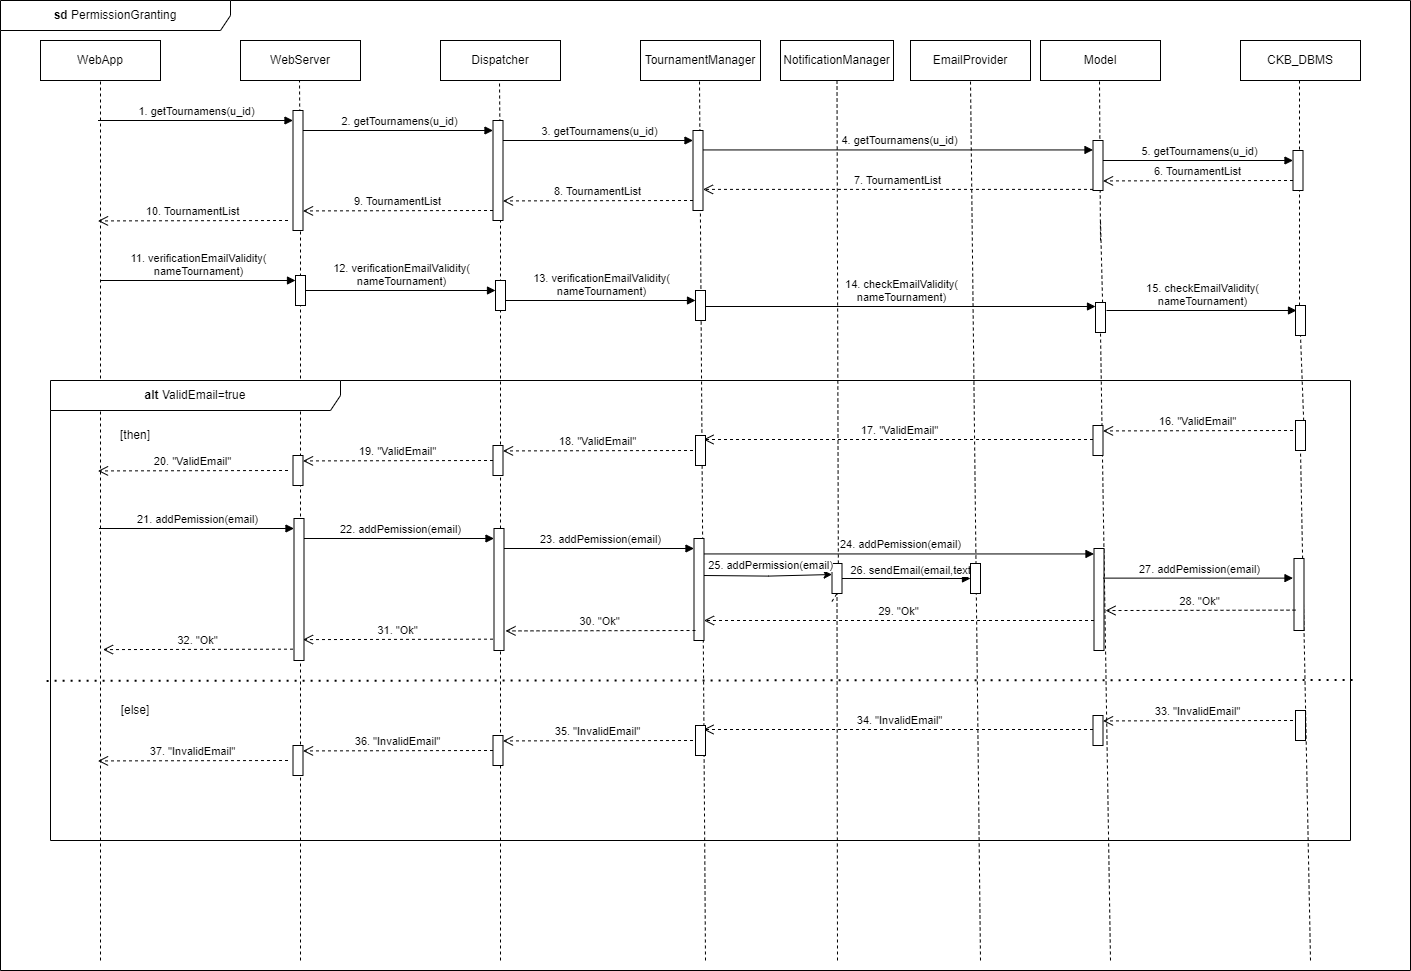 sd PermissionGranting
WebApp
WebServer
Dispatcher
TournamentManager
NotificationManager
EmailProvider
Model
CKB_DBMS
1. getTournamens(u_id)
2. getTournamens(u_id)
3. getTournamens(u_id)
4. getTournamens(u_id)
5. getTournamens(u_id)
6. TournamentList
7. TournamentList
8. TournamentList
9. TournamentList
10. TournamentList
11. verificationEmailValidity(
nameTournament)
12. verificationEmailValidity(
nameTournament)
13. verificationEmailValidity(
nameTournament)
14. checkEmailValidity(
nameTournament)
15. checkEmailValidity(
nameTournament)
alt ValidEmail=true
[then]
16. "ValidEmail"
17. "ValidEmail"
18. "ValidEmail"
19. "ValidEmail"
20. "ValidEmail"
21. addPemission(email)
22. addPemission(email)
23. addPemission(email)
24. addPemission(email)
25. addPermission(email)
26. sendEmail(email,text
27. addPemission(email)
28. "Ok"
29. "Ok"
30. "Ok"
31. "Ok"
32. "Ok"
[else]
33. "InvalidEmail"
34. "InvalidEmail"
35. "InvalidEmail"
36. "InvalidEmail"
37. "InvalidEmail"